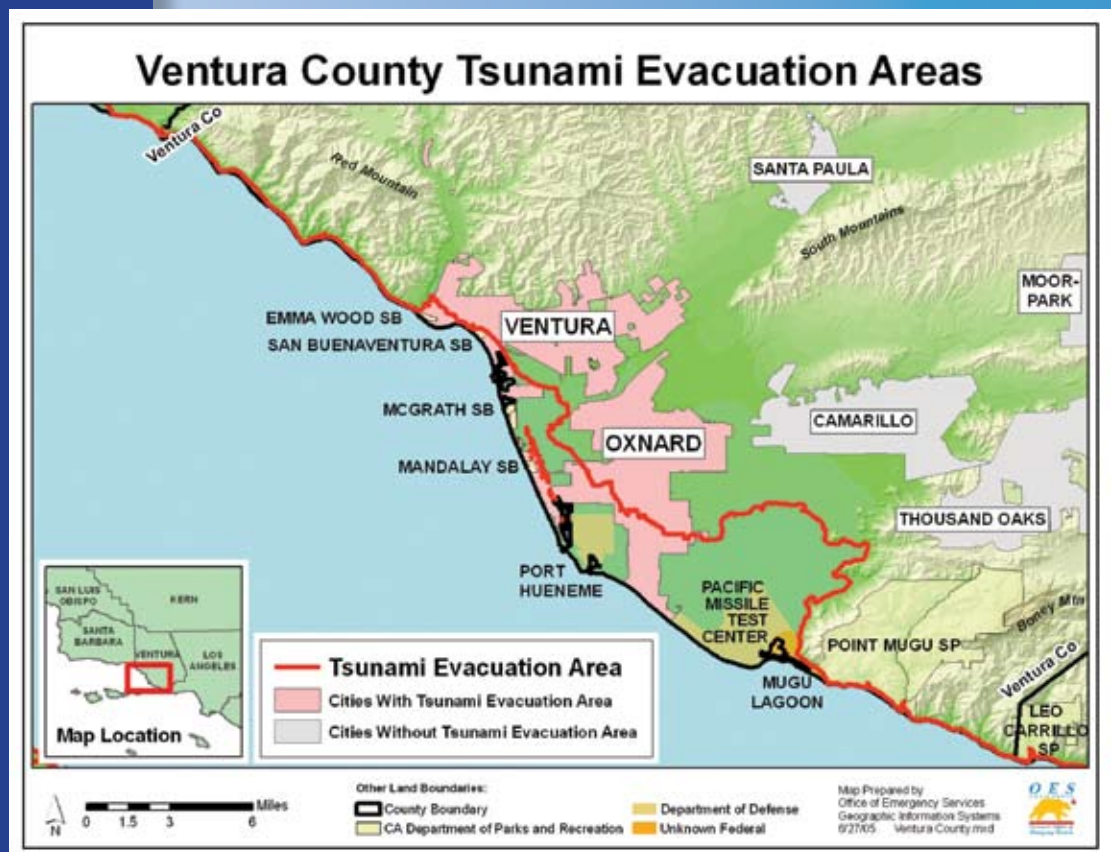 Ventura County Tsunami Evacuation Areas
Ventura Co
Red Mountain
SANTA PAULA
South Mountains
MOOR-
PARK
EMMA WOOD SB
VENTURA
SAN BUENAVENTURA SB
MCGRATH SB
CAMARILLO
OXNARD
MANDALAY SB
THOUSAND OAKS
PORT
HUENEME
PACIFIC
MISSILE
TEST
CENTER
POINT MUGU SP
Boney Mtn
MUGU
LAGOON
Ventura Co
LEO
CARRILLO
SP
SAN LUIS
OBISPO
KERN
SANTA
BARBARA
VENTURA
LOS
ANGELES
Map Location
Tsunami Evacuation Area
Cities With Tsunami Evacuation Area
Cities Without Tsunami Evacuation Area
N
Miles
0 1.5 3 6
Other Land Boundaries:
County Boundary
CA Department of Parks and Recreation
Department of Defense
Unknown Federal
Map Prepared by
Office of Emergency Services
Geographic Information Systems
6/27/05 Ventura County.mxd
O E S